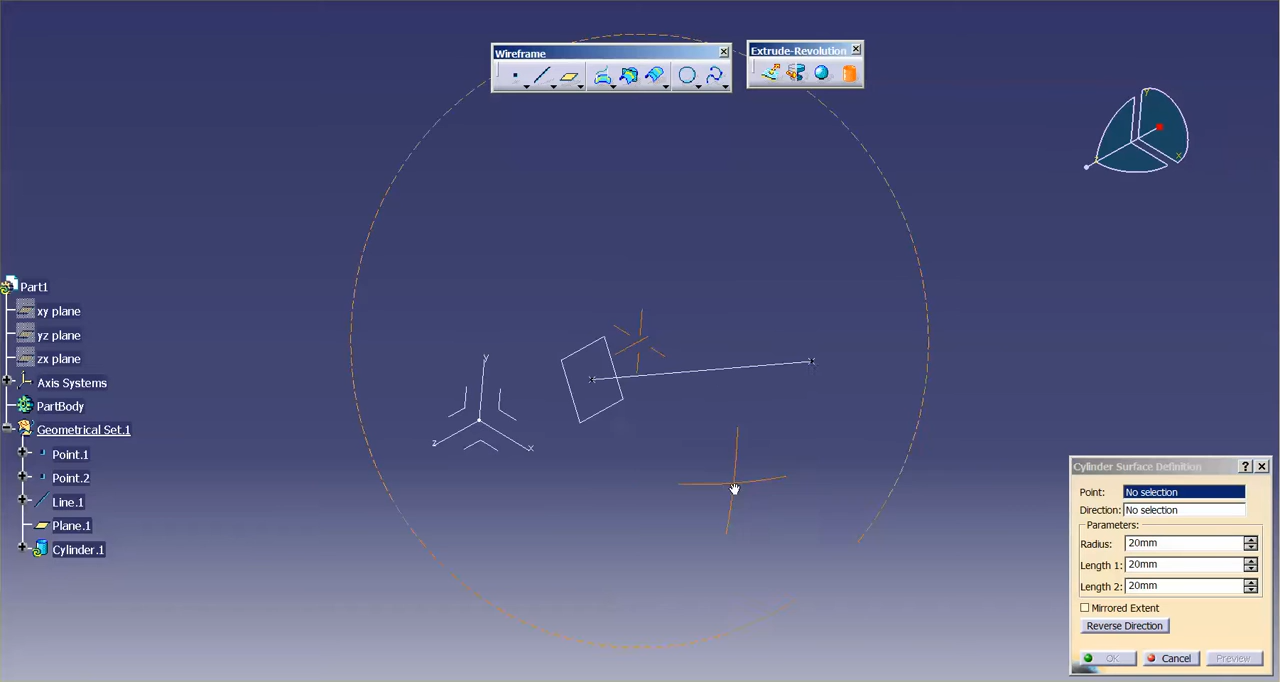 Wireframe
Extrude-Revolution
y
x
z
Part1
xy plane
yz plane
zx plane
Axis Systems
PartBody
Geometrical Set.1
Point.1
Point.2
Line.1
Plane.1
Cylinder.1
y
z
x
Cylinder Surface Definition
Point: No selection
Direction: No selection
Parameters:
Radius: 20mm
Length 1: 20mm
Length 2: 20mm
Mirrored Extent
Reverse Direction
OK Cancel Preview